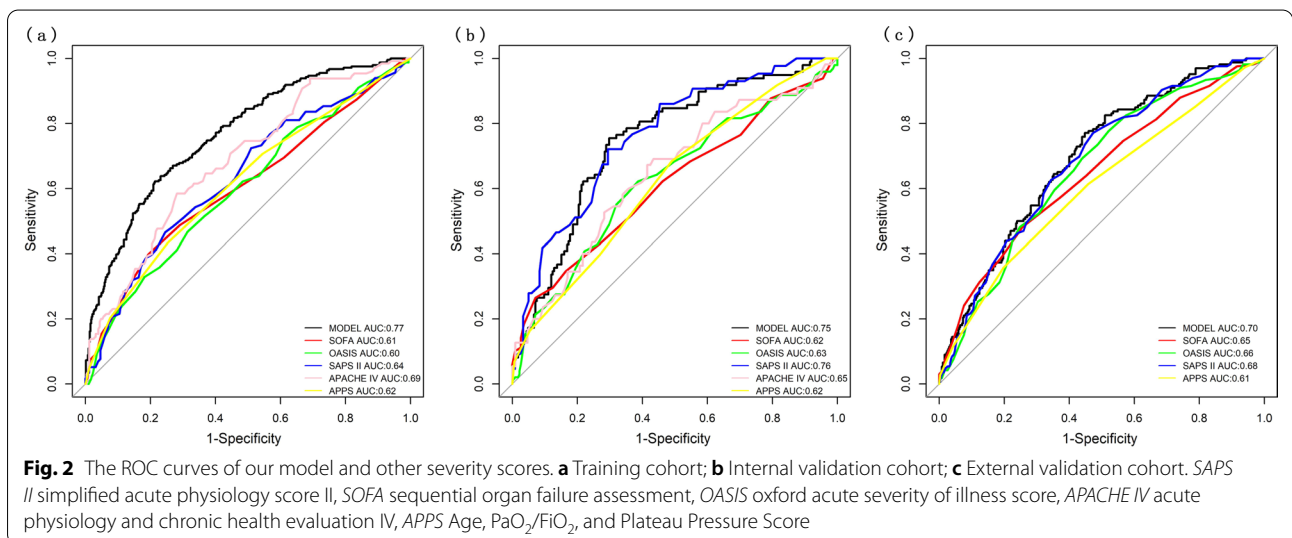 (a)
Sensitivity
1.0
0.8
0.6
0.4
0.2
0.0
MODEL AUC:0.77
SOFA AUC:0.61
OASIS AUC:0.60
SAPS II AUC:0.64
APACHE IV AUC:0.69
APPS AUC:0.62
0.0 0.2 0.4 0.6 0.8 1.0
1-Specificity
(b)
Sensitivity
1.0
0.8
0.6
0.4
0.2
0.0
MODEL AUC:0.75
SOFA AUC:0.62
OASIS AUC:0.63
SAPS II AUC:0.76
APACHE IV AUC:0.65
APPS AUC:0.62
0.0 0.2 0.4 0.6 0.8 1.0
1-Specificity
(c)
Sensitivity
1.0
0.8
0.6
0.4
0.2
0.0
MODEL AUC:0.70
SOFA AUC:0.65
OASIS AUC:0.66
SAPS II AUC:0.68
APPS AUC:0.61
0.0 0.2 0.4 0.6 0.8 1.0
1-Specificity
Fig. 2 The ROC curves of our model and other severity scores. a Training cohort; b Internal validation cohort; c External validation cohort. SAPS
II simplified acute physiology score II, SOFA sequential organ failure assessment, OASIS oxford acute severity of illness score, APACHE IV acute
physiology and chronic health evaluation IV, APPS Age, PaO₂/FiO₂, and Plateau Pressure Score